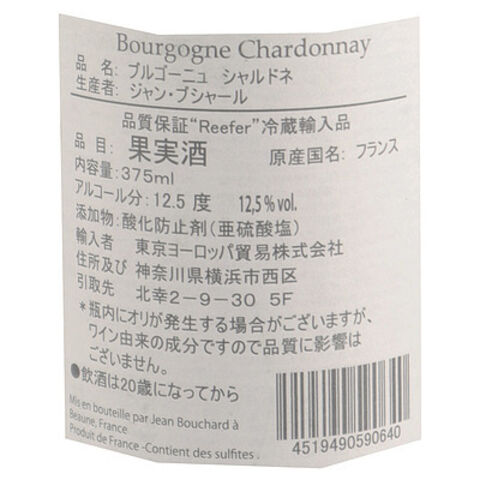 Bourgogne Chardonnay
品 名: ブルゴーニュ シャルドネ
生産者: ジャン・ブシャール
品質保証“Reefer”冷蔵輸入品
品 目: 果実酒 原産国名: フランス
内容量:375ml
アルコール分:12.5 度 12,5 % vol.
添加物:酸化防止剤(亜硫酸塩)
輸入者 東京ヨーロッパ貿易株式会社
住所及び 神奈川県横浜市西区
引取先 北幸2-9-30 5F
*瓶内にオリが発生する場合がございますが、
ワイン由来の成分ですので品質に影響は
ございません。
●飲酒は20歳になってから
Mis en bouteille par Jean Bouchard à
Beaune, France
Produit de France -Contient des sulfites .
4519490590640